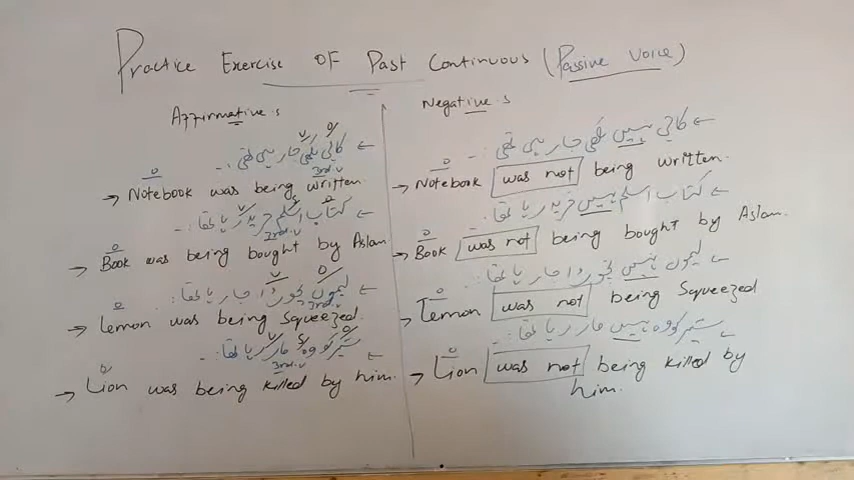 Practice Exercise OF Past Continuous (Passive Voice)
Affirmative s
O
کاپی لکھی جا رہی تھی
3rd.v
→ Notebook was being written.
کتاب اسلم خرید رہا تھا
3rd.v
→ Book was being bought by Aslam
لیموں نچوڑا جا رہا تھا
3rd.v
→ Lemon was being Squeezed.
شیر کو وہ مار رہا تھا
3rd.v
→ Lion was being killed by him.
Negative s
کاپی نہیں لکھی جا رہی تھی
→ Notebook was not being written.
کتاب اسلم نہیں خرید رہا تھا
→ Book was not being bought by Aslam.
لیموں نہیں نچوڑا جا رہا تھا
→ Lemon was not being Squeezed
شیر کو وہ نہیں مار رہا تھا
→ Lion was not being killed by
him.